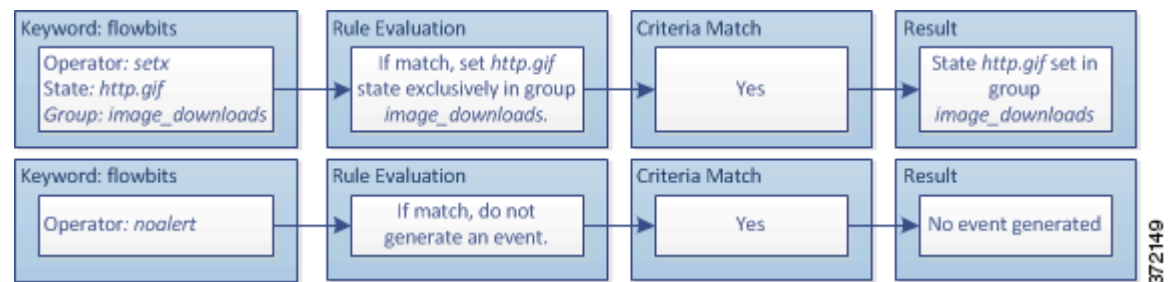 Keyword: flowbits
Operator: setx
State: http.gif
Group: image_downloads
Rule Evaluation
If match, set http.gif
state exclusively in group
image_downloads.
Criteria Match
Yes
Result
State http.gif set in
group
image_downloads
Keyword: flowbits
Operator: noalert
Rule Evaluation
If match, do not
generate an event.
Criteria Match
Yes
Result
No event generated
372149